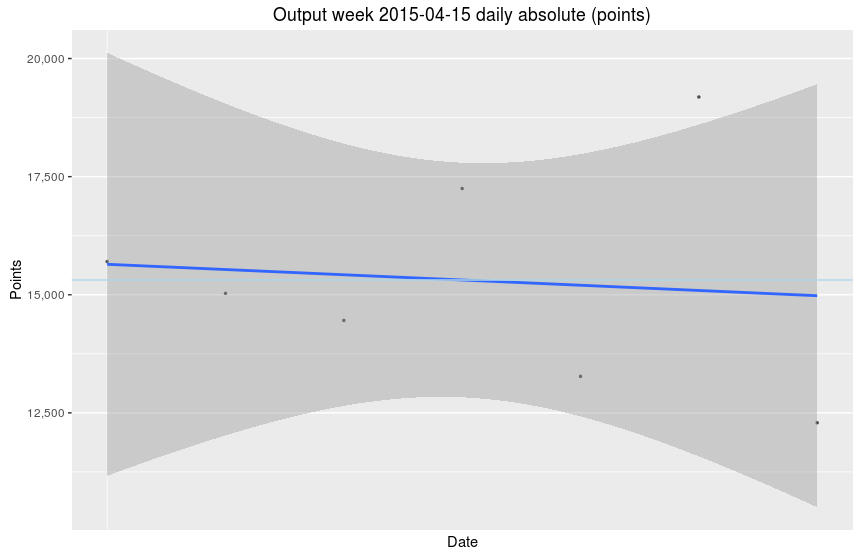 Output week 2015-04-15 daily absolute (points)
20,000
17,500
15,000
12,500
Points
Date